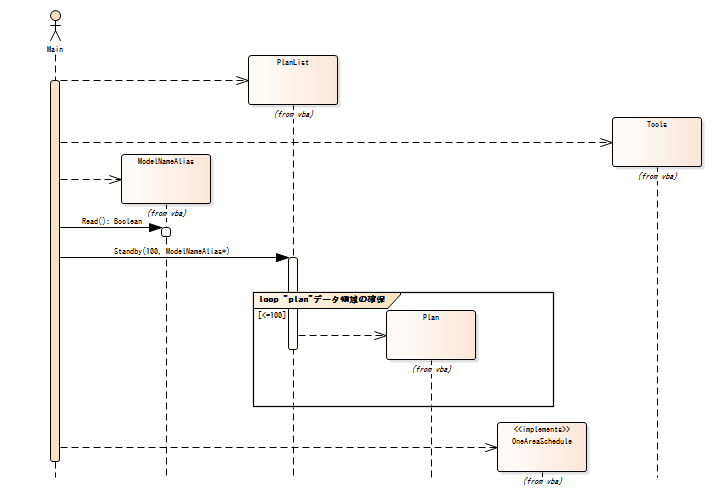 Main
PlanList
(from vba)
Tools
(from vba)
ModelNameAlias
(from vba)
Read(): Boolean
Standby(100, ModelNameAlias*)
loop "plan"データ領域の確保
[<=100]
Plan
(from vba)
<<implements>>
OneAreaSchedule
(from vba)